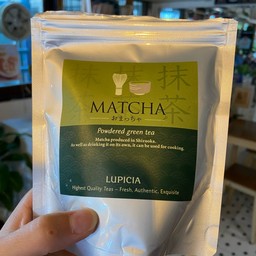 抹茶
MATCHA
おまっちゃ
Powdered green tea
Matcha produced in Shizuoka.
As well as drinking it on its own, it can be used for cooking
LUPICIA
Highest Quality Teas – Fresh, Authentic, Exquisite